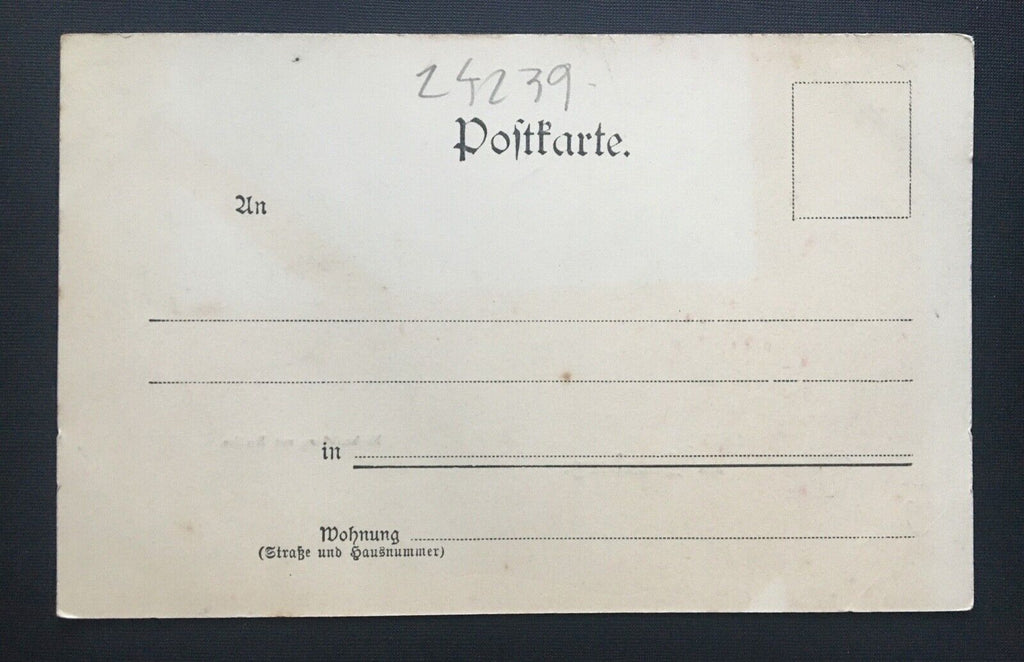 24239
Poſtkarte.
An
in
Wohnung
(Straße und Hausnummer)